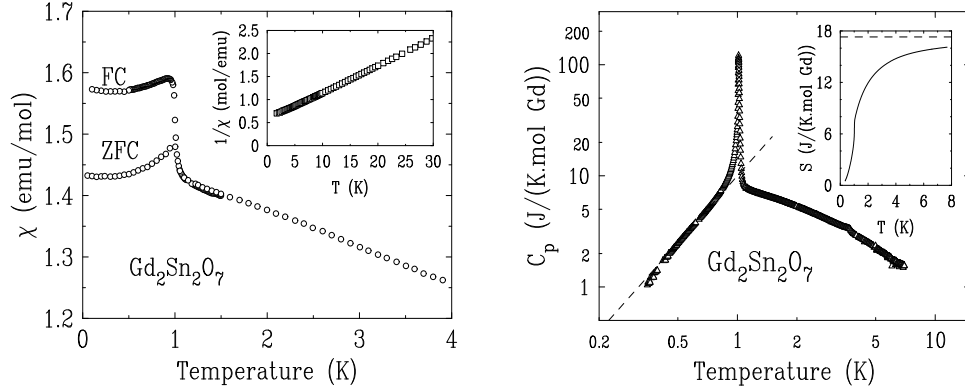 FC
ZFC
Gd₂Sn₂O₇
χ (emu/mol)
1.7
1.6
1.5
1.4
1.3
1.2
0 1 2 3 4
Temperature (K)
1/χ (mol/emu)
2.5
2.0
1.5
1.0
0.5
0
0 5 10 15 20 25 30
T (K)
Cₚ (J/(K.mol Gd))
200
100
50
20
10
5
2
1
0.2 0.5 1 2 5 10
Temperature (K)
Gd₂Sn₂O₇
S (J/(K.mol Gd))
18
12
6
0
0 2 4 6 8
T (K)